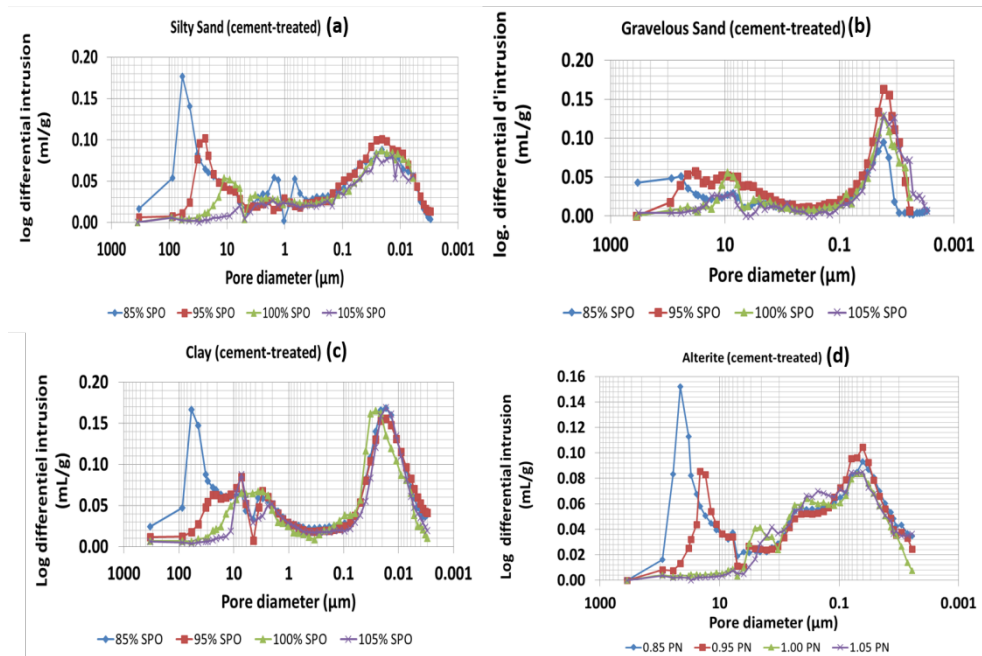 Silty Sand (cement-treated) (a)
log differential intrusion
(ml/g)
0.20
0.15
0.10
0.05
0.00
1000 100 10 1 0.1 0.01 0.001
Pore diameter (µm)
85% SPO 95% SPO 100% SPO 105% SPO
Gravelous Sand (cement-treated) (b)
log. differential d'intrusion
(mL/g)
0.20
0.15
0.10
0.05
0.00
1000 10 0.1 0.001
Pore diameter (µm)
85% SPO 95% SPO 100% SPO 105% SPO
Clay (cement-treated) (c)
Log differentiel intrusion
(mL/g)
0.20
0.15
0.10
0.05
0.00
1000 100 10 1 0.1 0.01 0.001
Pore diameter (µm)
85% SPO 95% SPO 100% SPO 105% SPO
Alterite (cement-treated) (d)
Log differential intrusion
(mL/g)
0.16
0.14
0.12
0.10
0.08
0.06
0.04
0.02
0.00
1000 10 0.1 0.001
Pore diameter (µm)
0.85 PN 0.95 PN 1.00 PN 1.05 PN